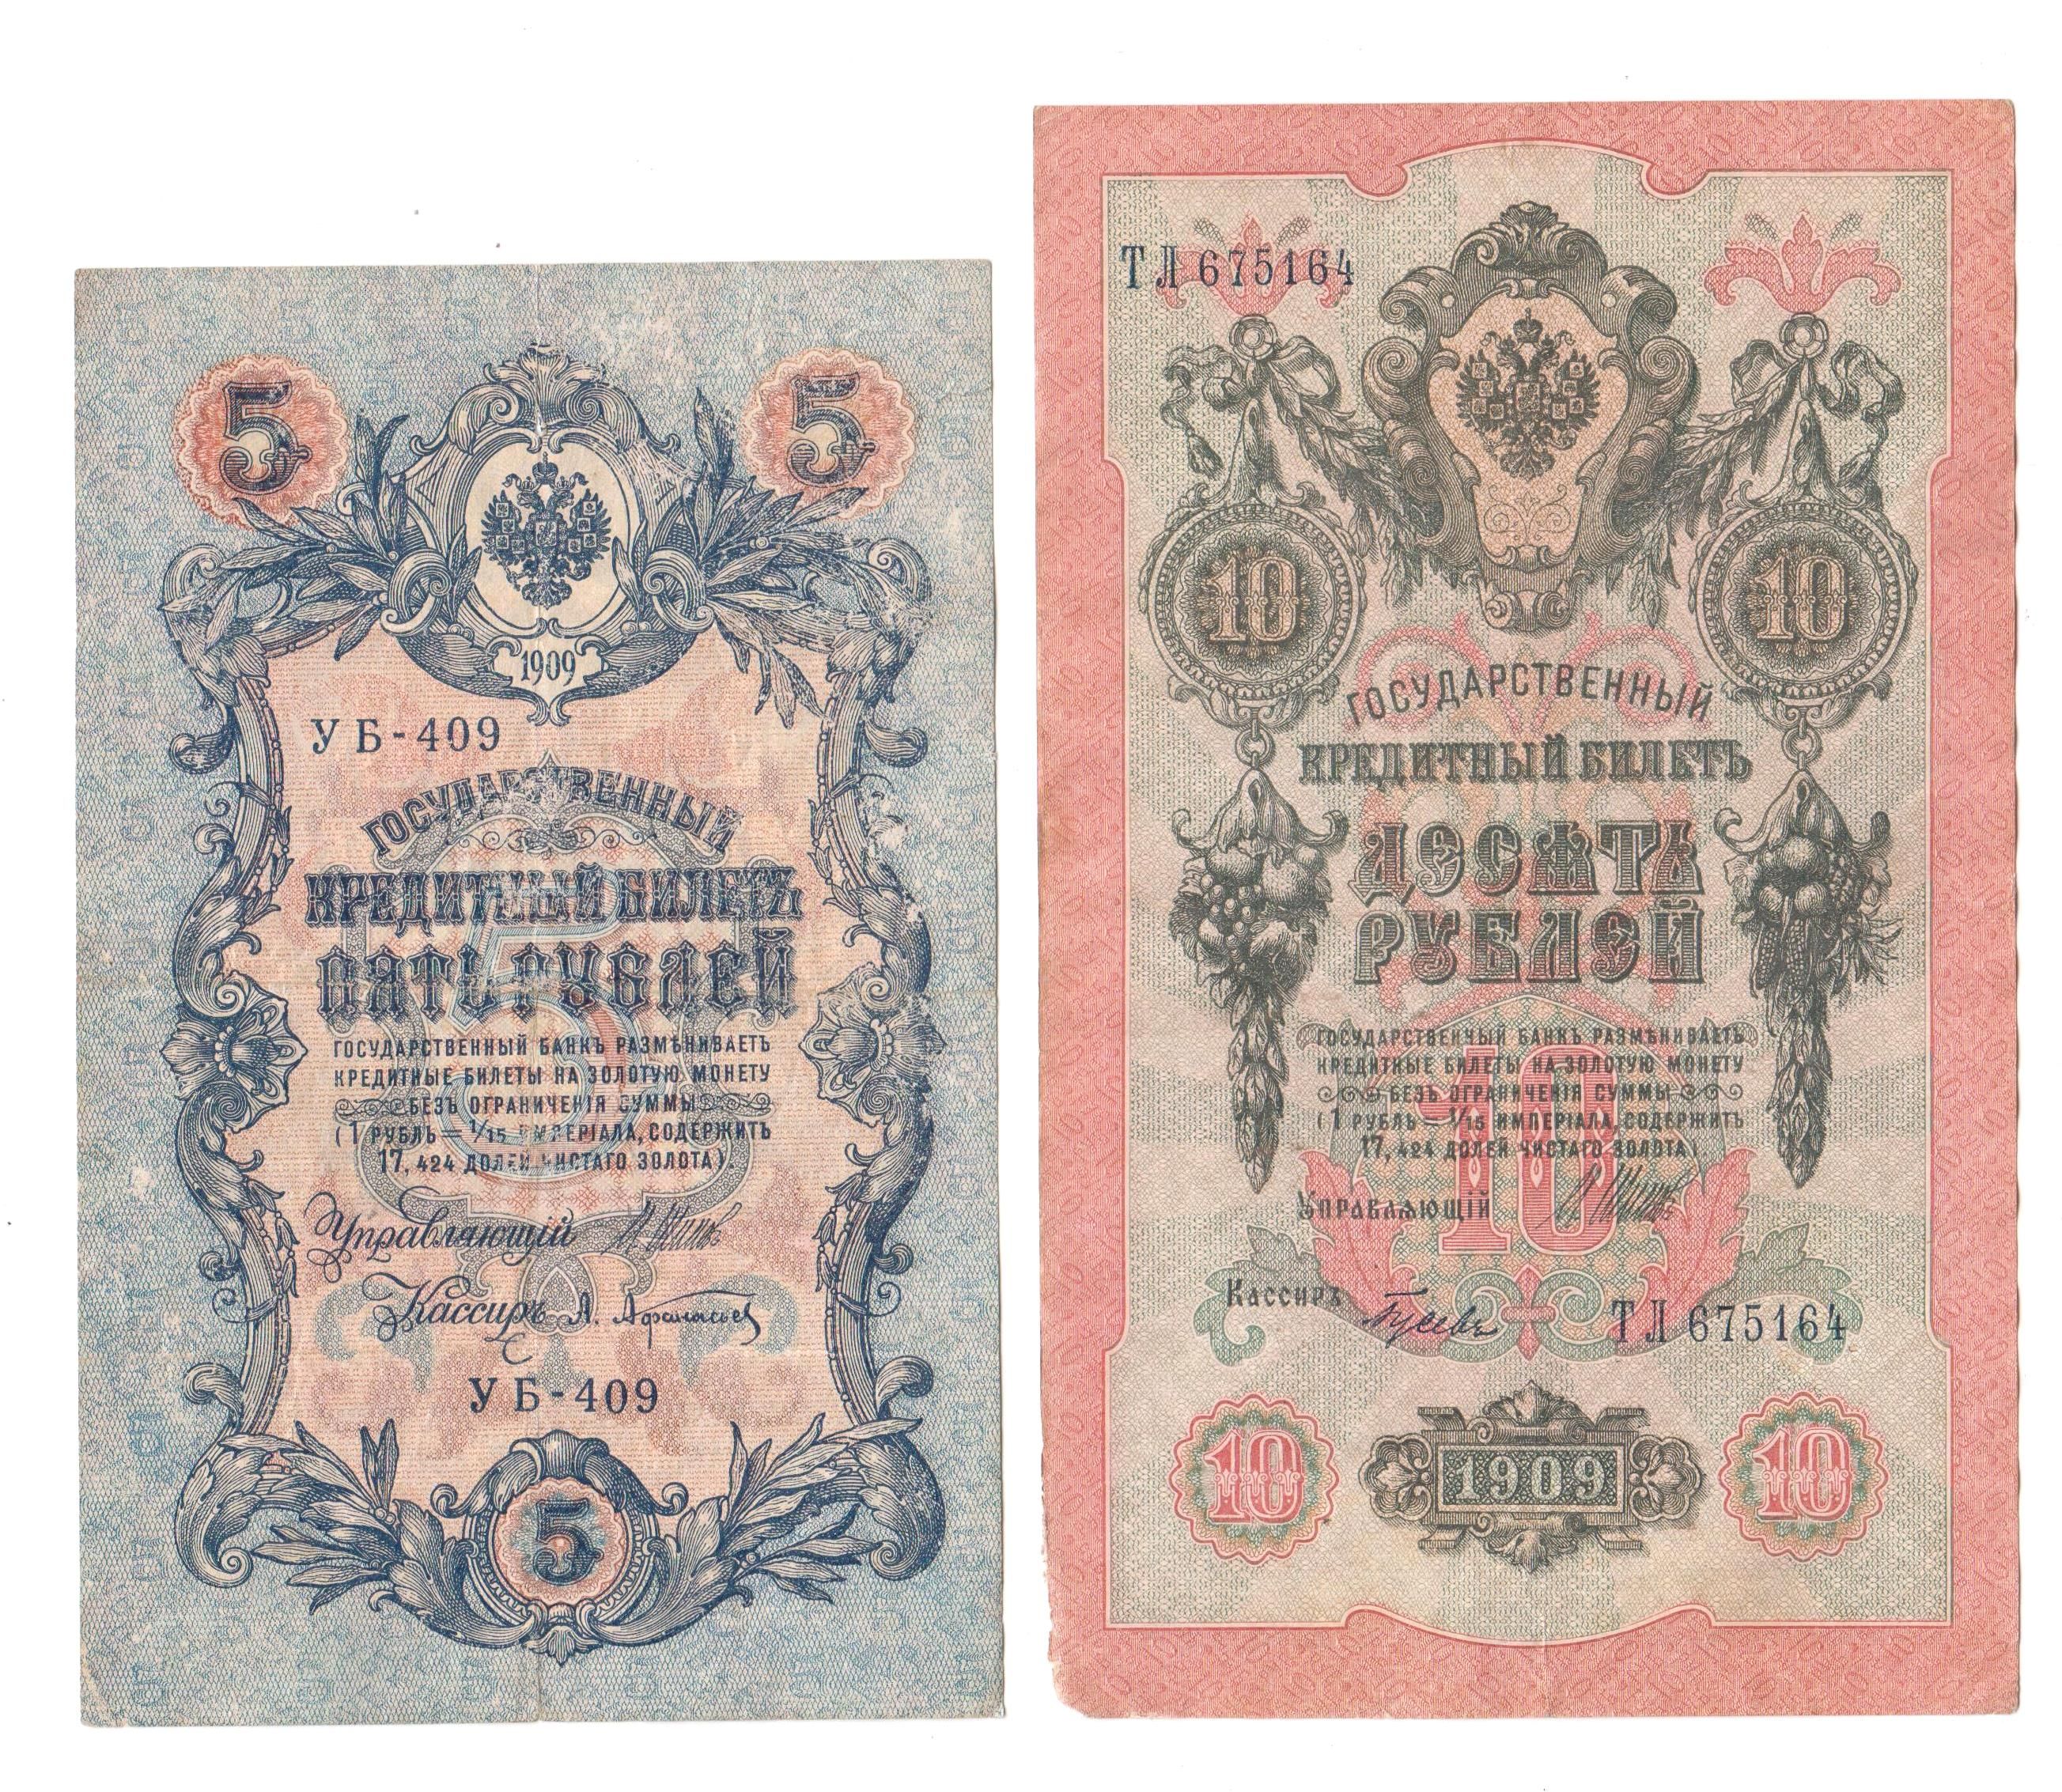 5 5
1909
УБ-409
ГОСУДАРСТВЕННЫЙ
КРЕДИТНЫЙ БИЛЕТЪ
ПЯТЬ РУБЛЕЙ
ГОСУДАРСТВЕННЫЙ БАНКЪ РАЗМѢНИВАЕТЪ
КРЕДИТНЫЕ БИЛЕТЫ НА ЗОЛОТУЮ МОНЕТУ
БЕЗЪ ОГРАНИЧЕНІЯ СУММЫ
(1 РУБЛЬ = 1/15 ИМПЕРІАЛА, СОДЕРЖИТЪ
17,424 ДОЛЕЙ ЧИСТАГО ЗОЛОТА).
Управляющій
Кассиръ А. Афанасьев
УБ-409
5
ТЛ 675164
10 10
ГОСУДАРСТВЕННЫЙ
КРЕДИТНЫЙ БИЛЕТЪ
ДЕСЯТЬ
РУБЛЕЙ
ГОСУДАРСТВЕННЫЙ БАНКЪ РАЗМѢНИВАЕТЪ
КРЕДИТНЫЕ БИЛЕТЫ НА ЗОЛОТУЮ МОНЕТУ
БЕЗЪ ОГРАНИЧЕНІЯ СУММЫ
(1 РУБЛЬ = 1/15 ИМПЕРІАЛА, СОДЕРЖИТЪ
17,424 ДОЛЕЙ ЧИСТАГО ЗОЛОТА).
10
Управляющій
Кассиръ Гусевъ
ТЛ 675164
10 1909 10